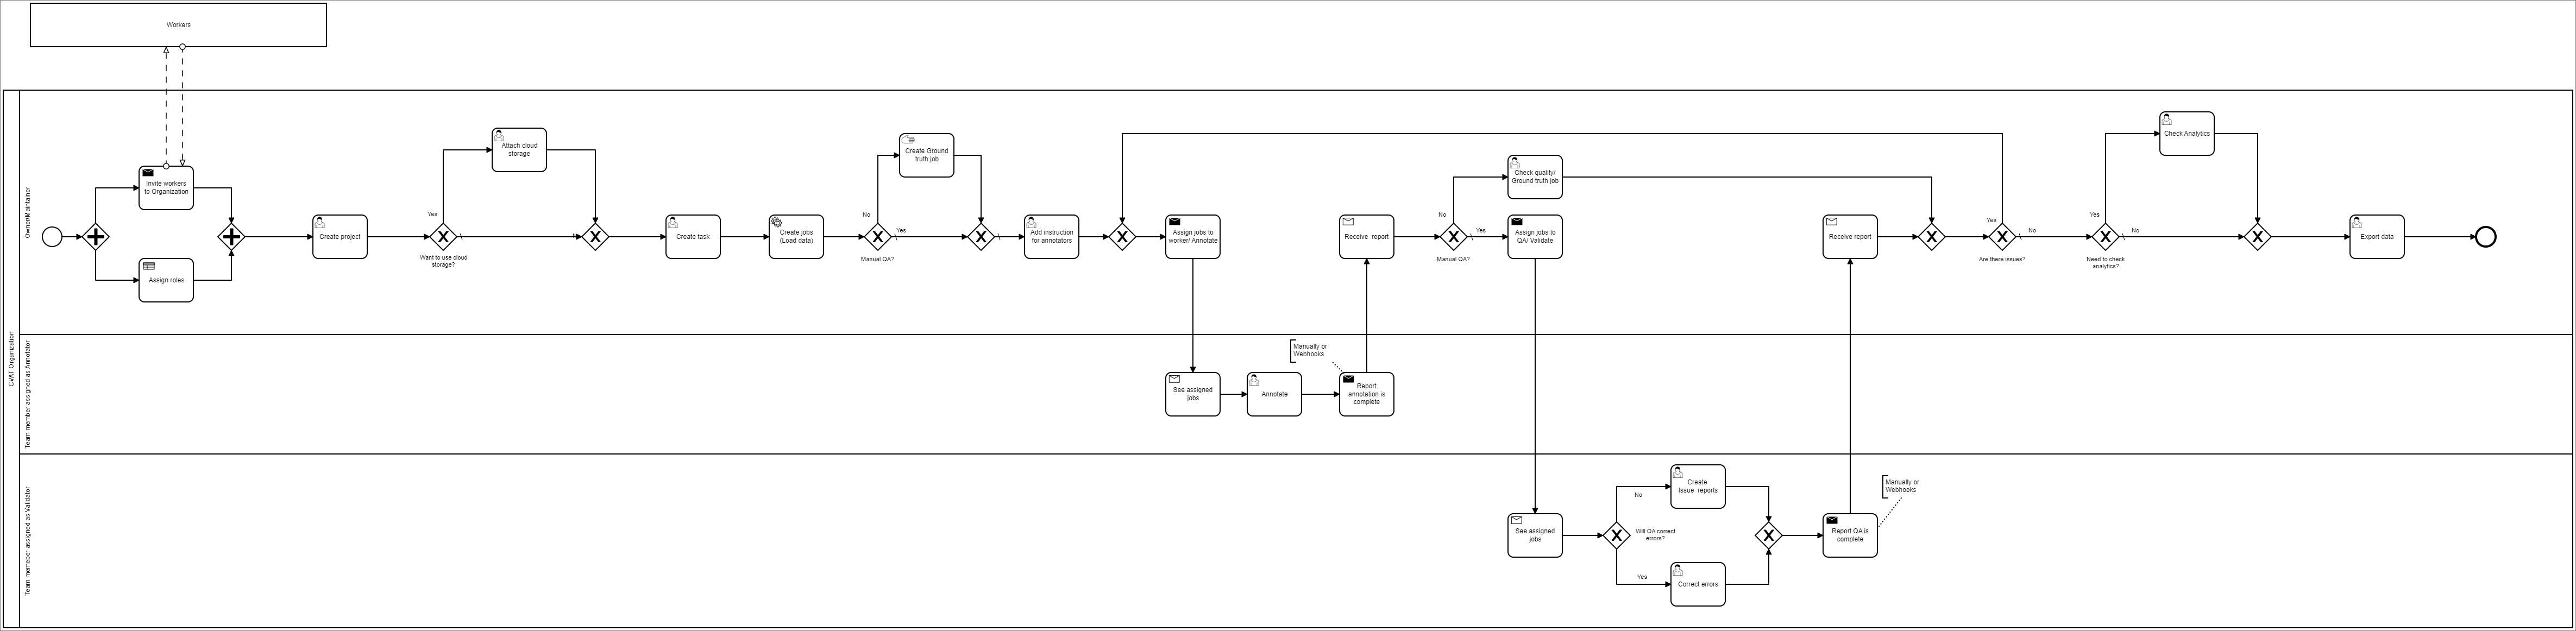 Workers
CVAT Organization
Owner/Maintainer
Invite workers
to Organization
Assign roles
Create project
Yes
Want to use cloud
storage?
Attach cloud
storage
Create task
Create jobs
(Load data)
No
Yes
Manual QA?
Create Ground
truth job
Add instruction
for annotators
Assign jobs to
worker/ Annotate
Receive report
No
Yes
Manual QA?
Check quality/
Ground truth job
Assign jobs to
QA/ Validate
Receive report
Yes
No
Are there issues?
Yes
No
Need to check
analytics?
Check Analytics
Export data
Team member assigned as Annotator
See assigned
jobs
Annotate
Manually or
Webhooks
Report
annotation is
complete
Team memeber assigned as Validator
See assigned
jobs
No
Will QA correct
errors?
Yes
Create
Issue reports
Correct errors
Report QA is
complete
Manually or
Webhooks